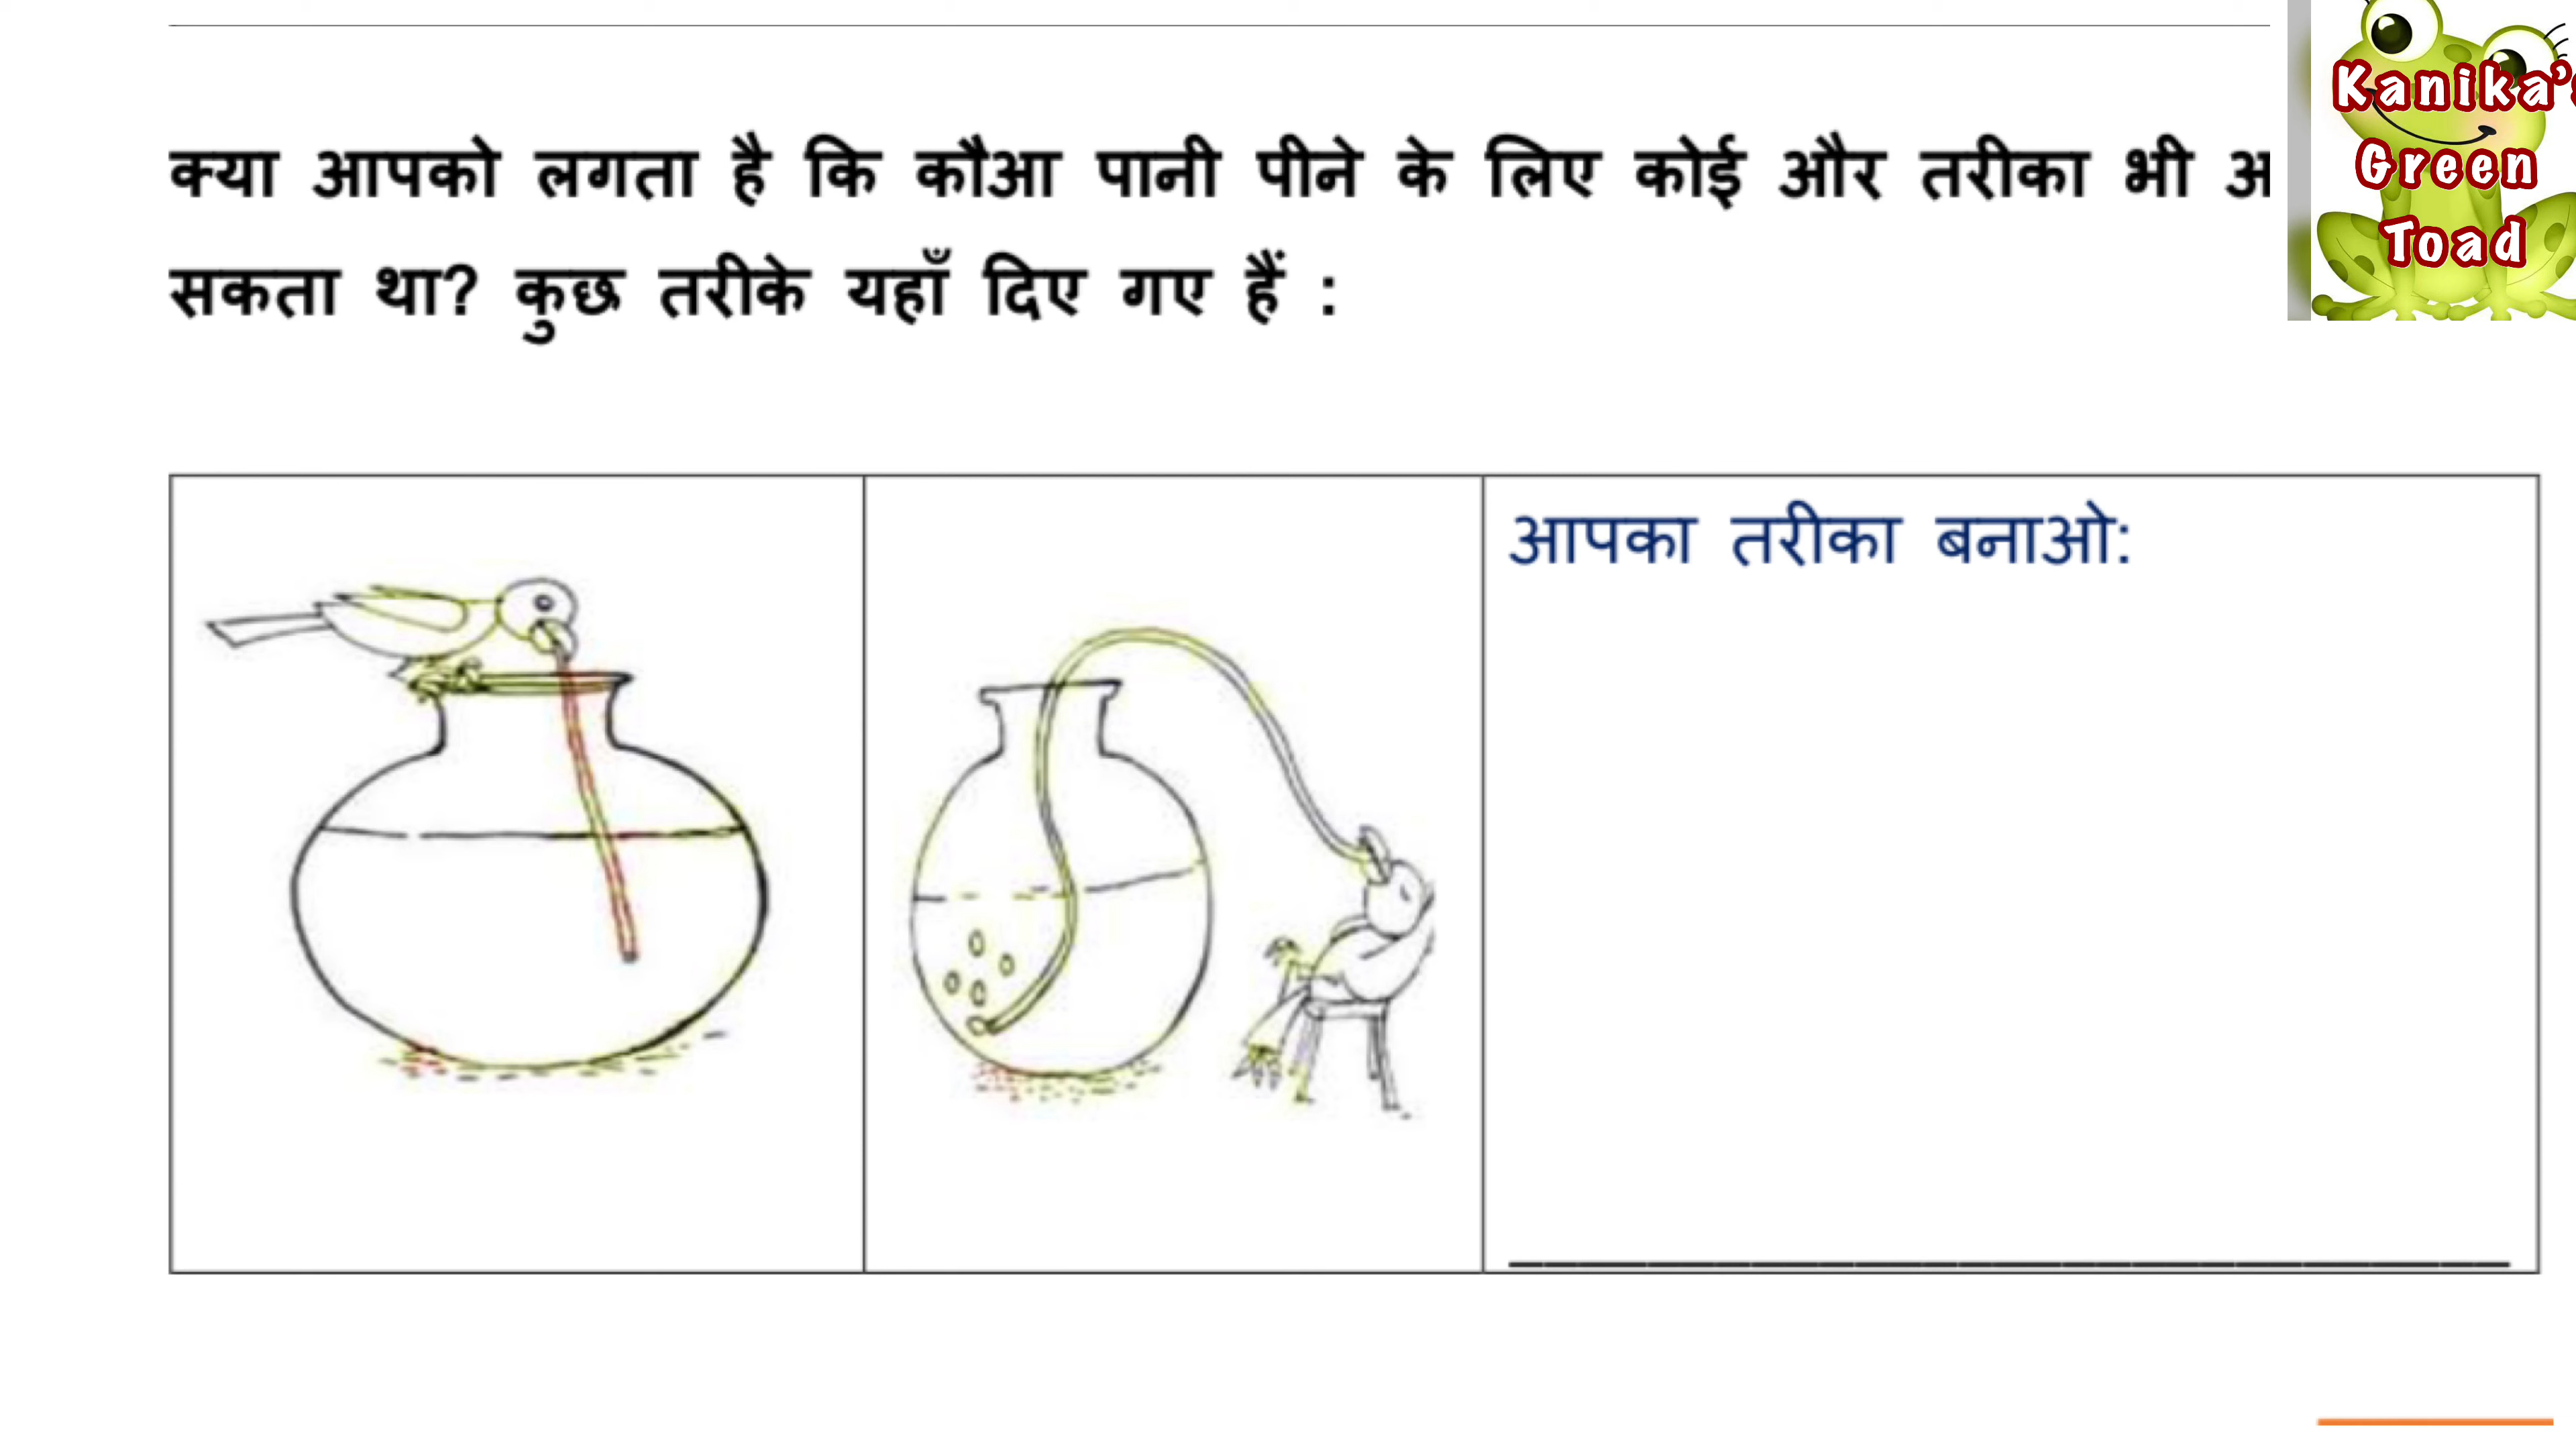 क्या आपको लगता है कि कौआ पानी पीने के लिए कोई और तरीका भी
सकता था? कुछ तरीके यहाँ दिए गए हैं :
Kanika's
Green
Toad
आपका तरीका बनाओ: